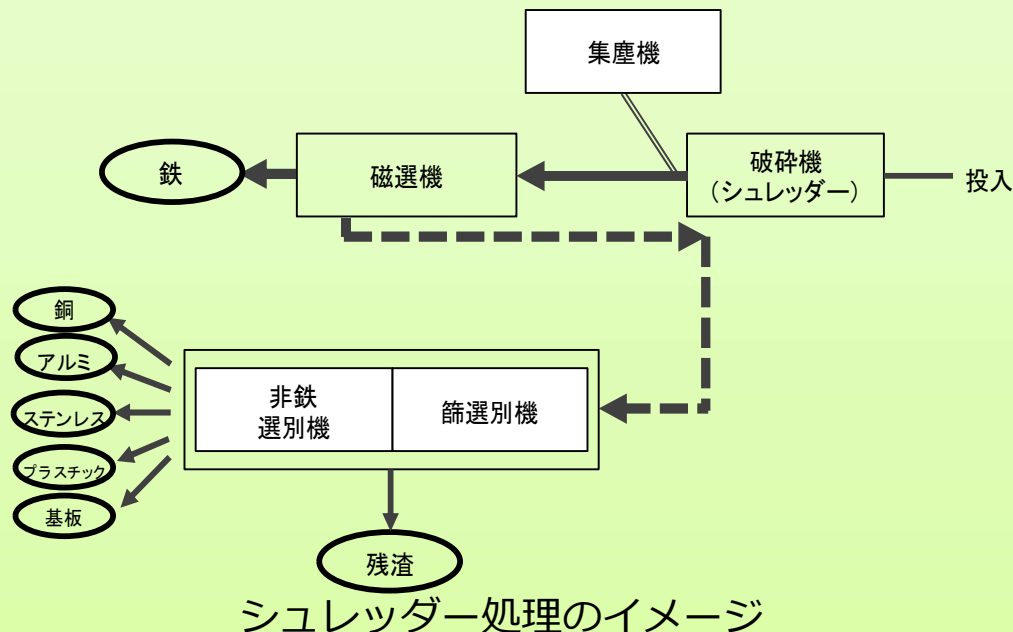 集塵機
鉄
磁選機
破砕機
（シュレッダー）
投入
銅
アルミ
ステンレス
プラスチック
基板
非鉄
選別機
篩選別機
残渣
シュレッダー処理のイメージ